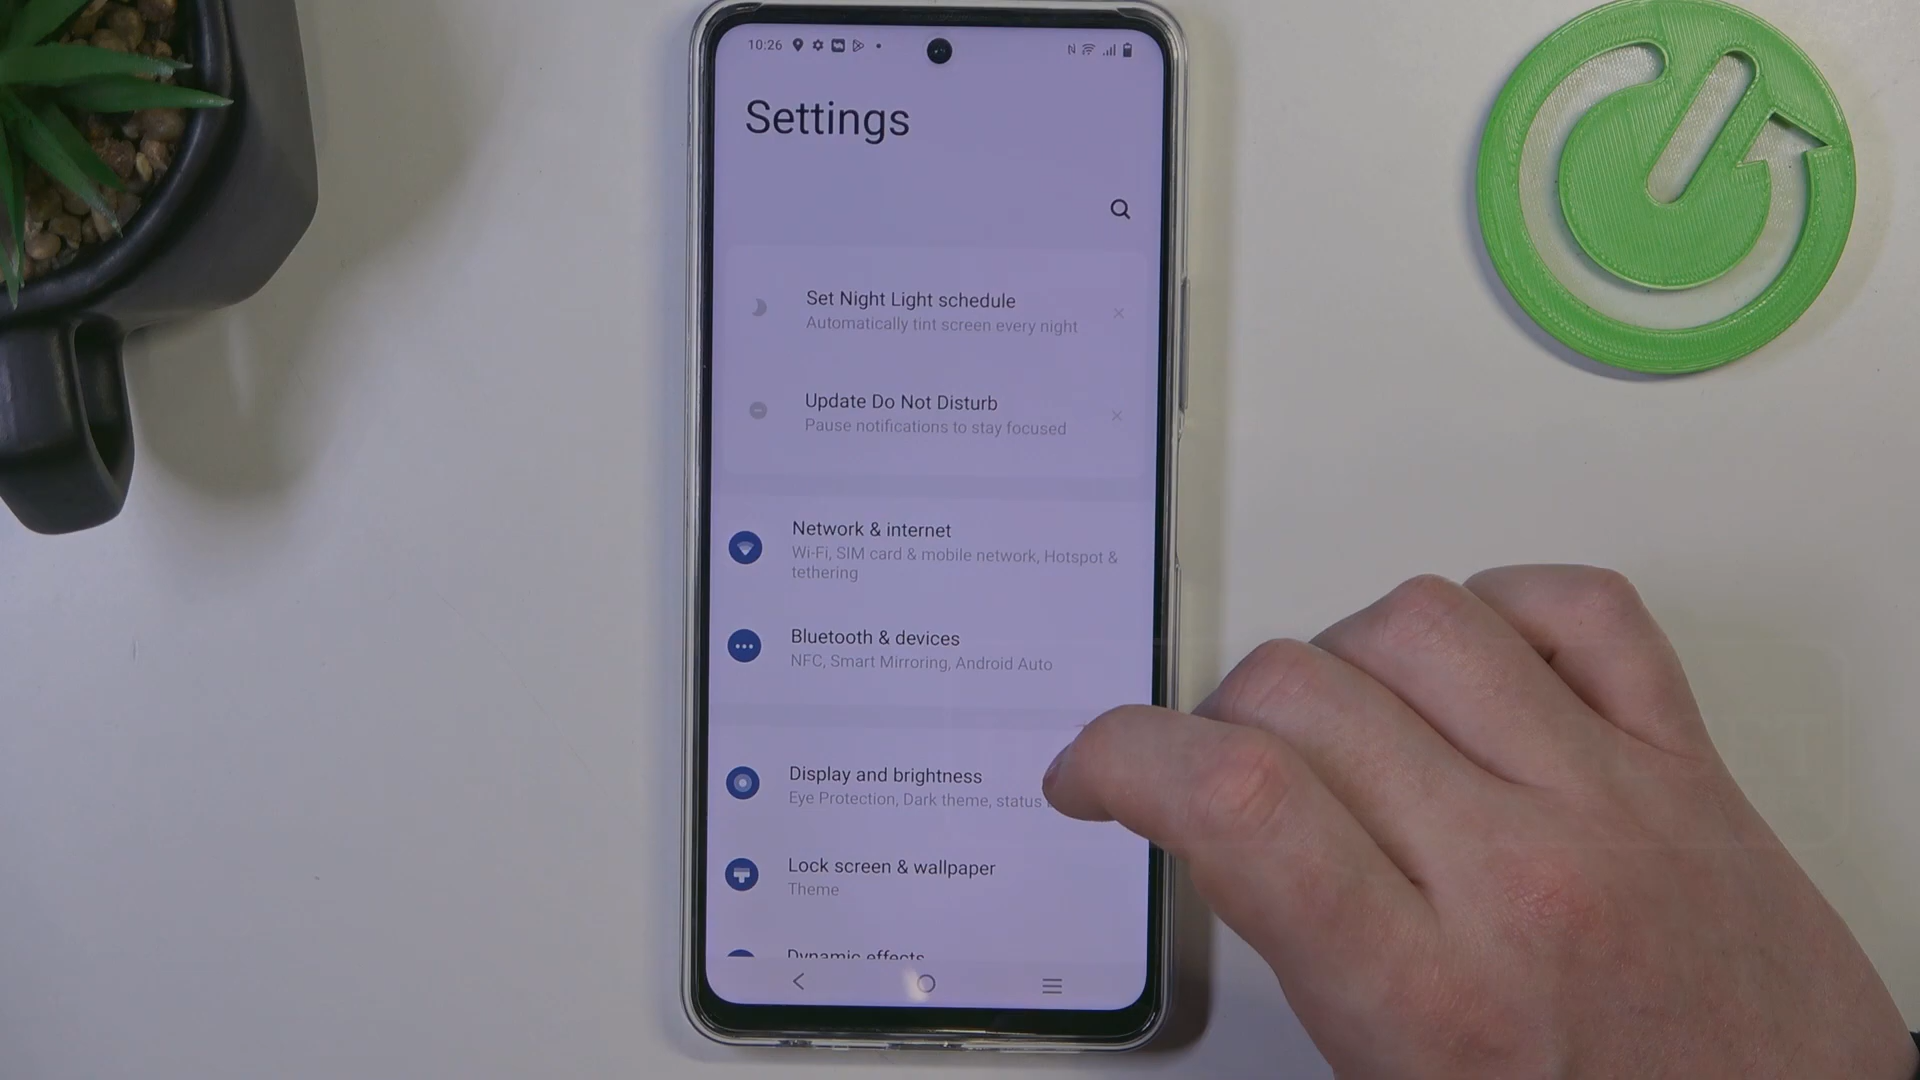 10:26
Settings
Set Night Light schedule
Automatically tint screen every night
Update Do Not Disturb
Pause notifications to stay focused
Network & internet
Wi-Fi, SIM card & mobile network, Hotspot &
tethering
Bluetooth & devices
NFC, Smart Mirroring, Android Auto
Display and brightness
Eye Protection, Dark theme, status
Lock screen & wallpaper
Theme
Dynamic effects